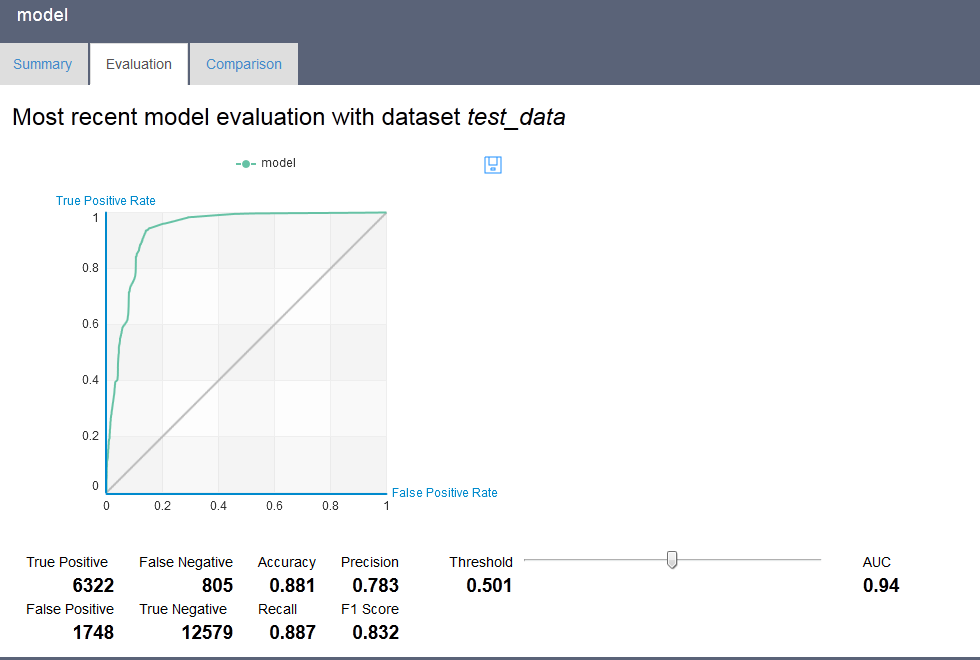 model
Summary Evaluation Comparison
Most recent model evaluation with dataset test_data
model
True Positive Rate
1
0.8
0.6
0.4
0.2
0
False Positive Rate
0 0.2 0.4 0.6 0.8 1
True Positive False Negative Accuracy Precision Threshold AUC
6322 805 0.881 0.783 0.501 0.94
False Positive True Negative Recall F1 Score
1748 12579 0.887 0.832